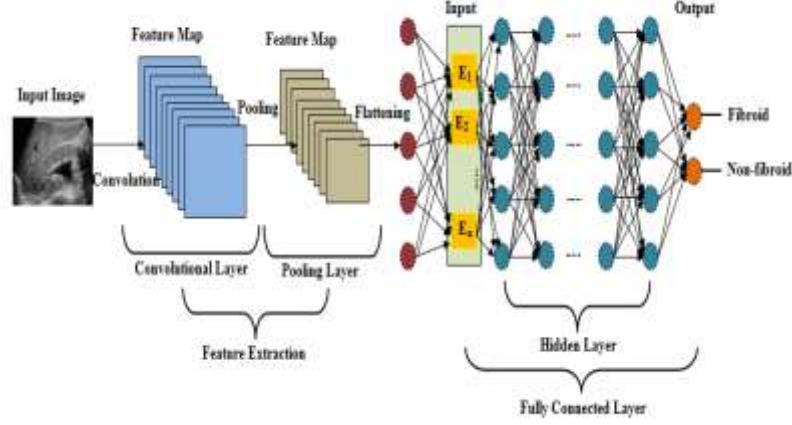 Input
Output
Feature Map
Feature Map
Input Image
E1
Pooling
Flattening
E2
Fibroid
Convolution
Non-fibroid
En
Convolutional Layer
Pooling Layer
Feature Extraction
Hidden Layer
Fully Connected Layer